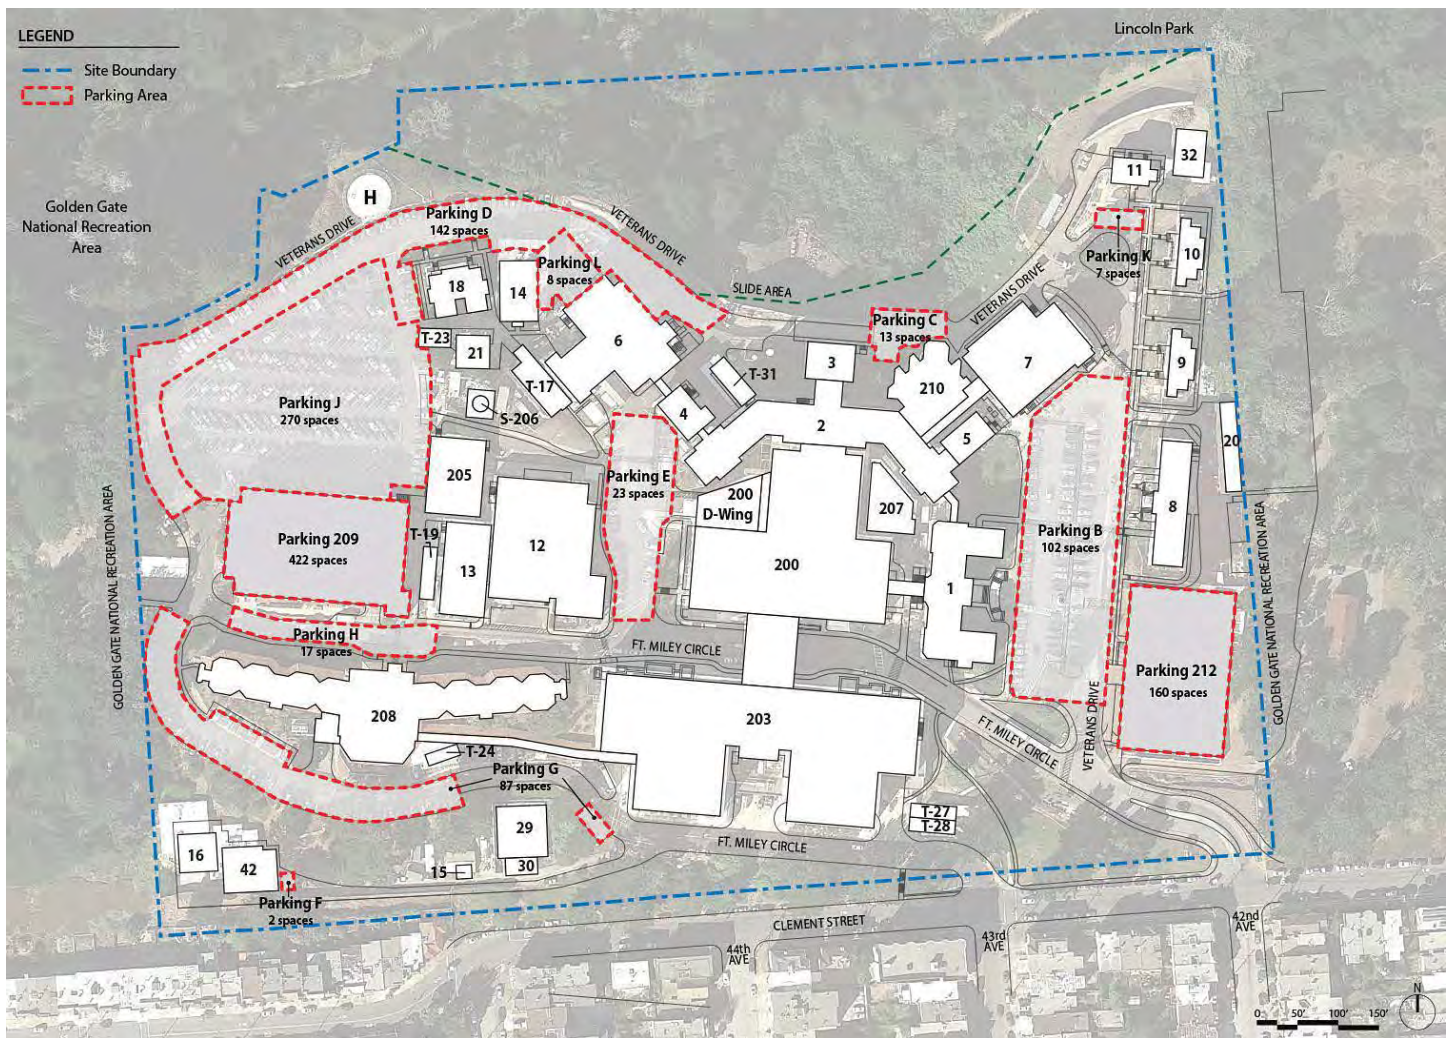 LEGEND
Site Boundary
Parking Area
Lincoln Park
Golden Gate
National Recreation
Area
H
VETERANS DRIVE
Parking D
142 spaces
VETERANS DRIVE
SLIDE AREA
VETERANS DRIVE
32
11
10
Parking K
7 spaces
9
18
14
Parking L
8 spaces
6
T-23
21
T-17
S-206
T-31
4
3
2
Parking C
13 spaces
210
7
5
Parking J
270 spaces
205
Parking E
23 spaces
200
D-Wing
207
200
1
Parking B
102 spaces
8
20
GOLDEN GATE NATIONAL RECREATION AREA
Parking 209
422 spaces
T-19
13
12
GOLDEN GATE NATIONAL RECREATION AREA
Parking H
17 spaces
FT. MILEY CIRCLE
208
203
Parking 212
160 spaces
VETERANS DRIVE
FT. MILEY CIRCLE
T-24
Parking G
87 spaces
29
30
15
16
42
Parking F
2 spaces
T-27
T-28
FT. MILEY CIRCLE
CLEMENT STREET
44th
AVE
43rd
AVE
42nd
AVE
N
0 50' 100' 150'